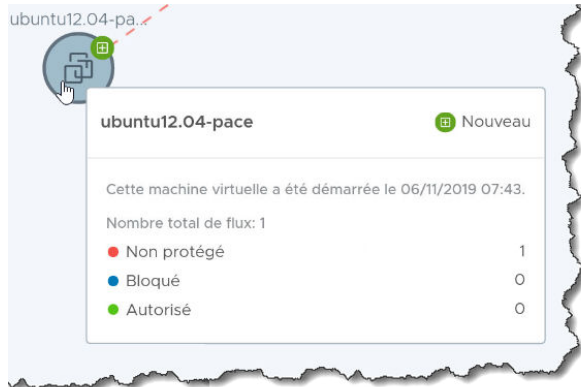 ubuntu12.04-pa...
ubuntu12.04-pace
Nouveau
Cette machine virtuelle a été démarrée le 06/11/2019 07:43.
Nombre total de flux: 1
Non protégé 1
Bloqué 0
Autorisé 0